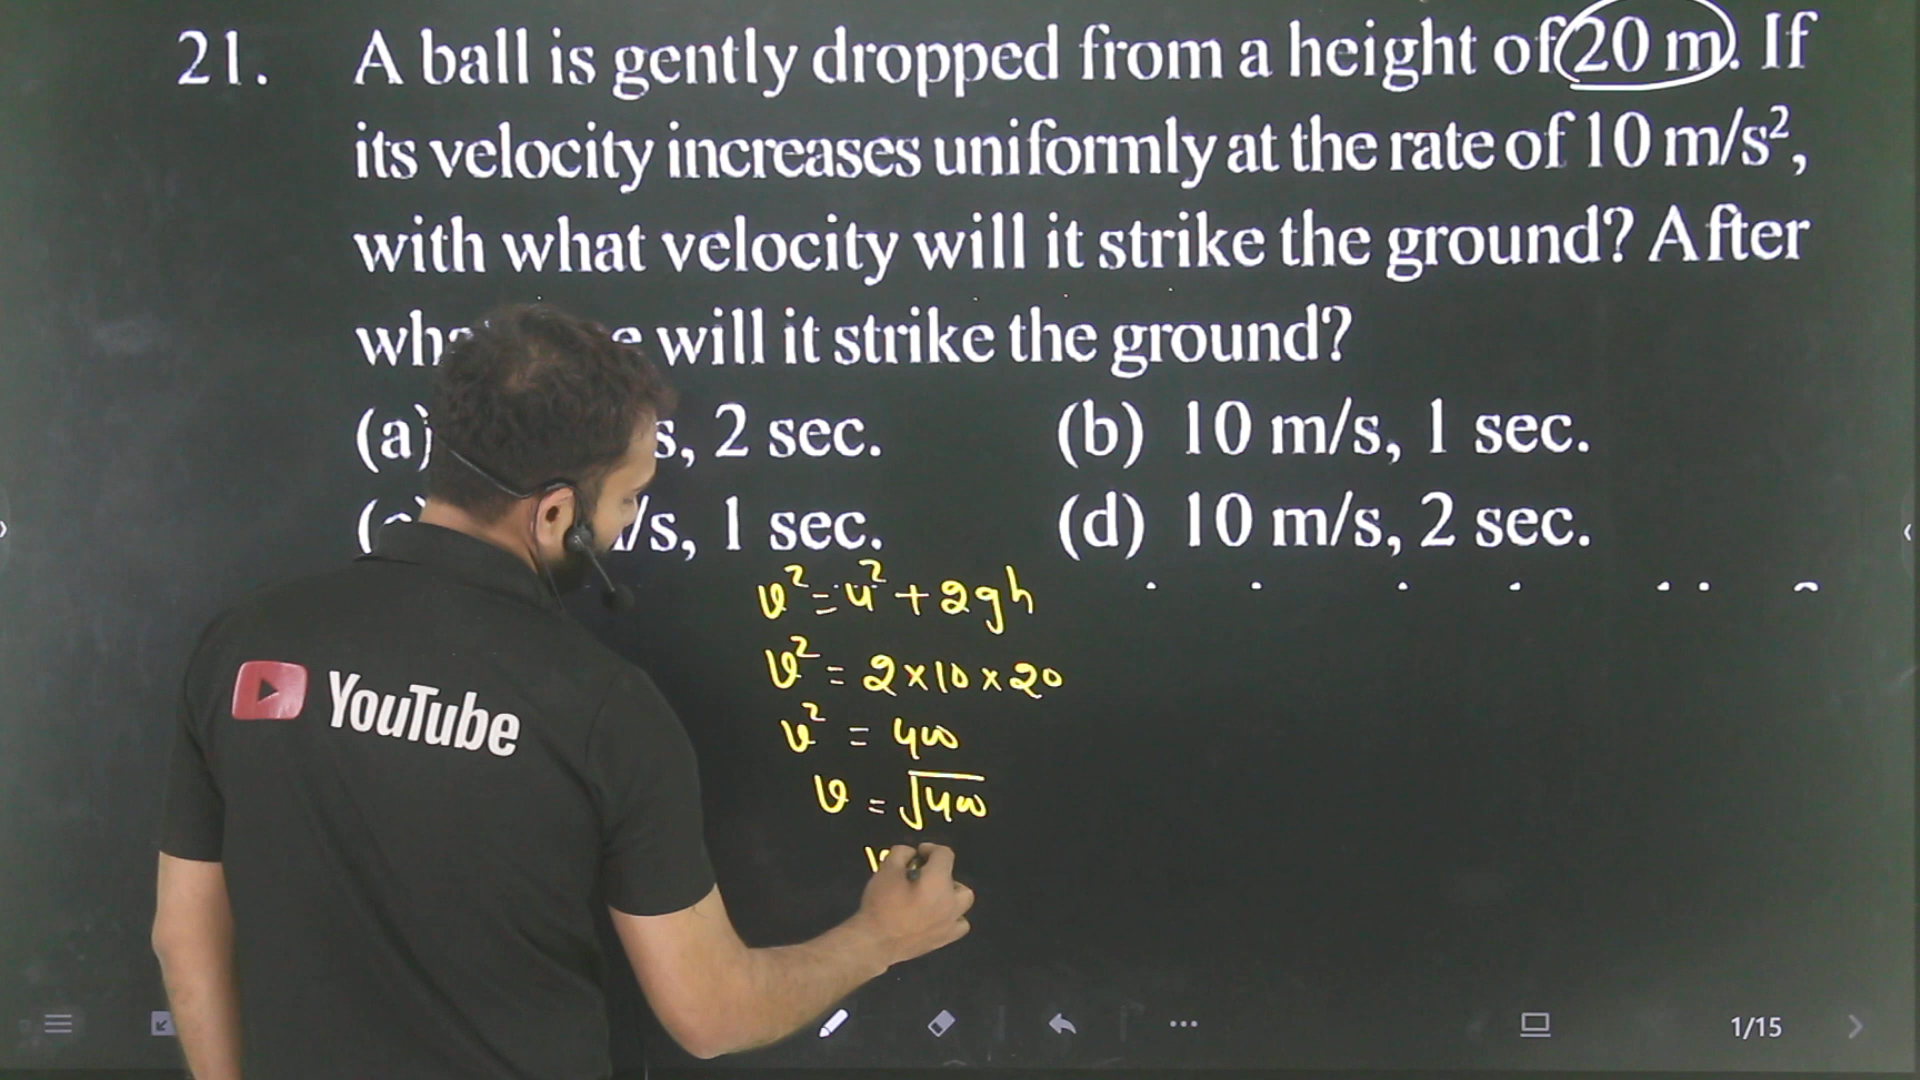 21. A ball is gently dropped from a height of 20 m. If
its velocity increases uniformly at the rate of 10 m/s²,
with what velocity will it strike the ground? After
will it strike the ground?
(a) s, 2 sec. (b) 10 m/s, 1 sec.
/s, 1 sec. (d) 10 m/s, 2 sec.
v² = u² + 2gh
v² = 2×10×20
v² = 400
v = √400
YouTube
1/15